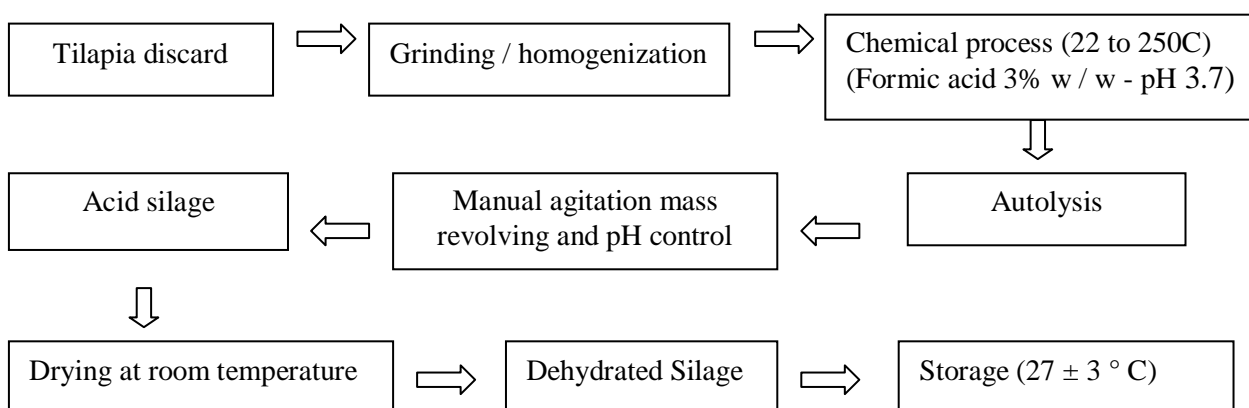 Tilapia discard
Grinding / homogenization
Chemical process (22 to 250C)
(Formic acid 3% w / w - pH 3.7)
Autolysis
Manual agitation mass
revolving and pH control
Acid silage
Drying at room temperature
Dehydrated Silage
Storage (27 ± 3 ° C)